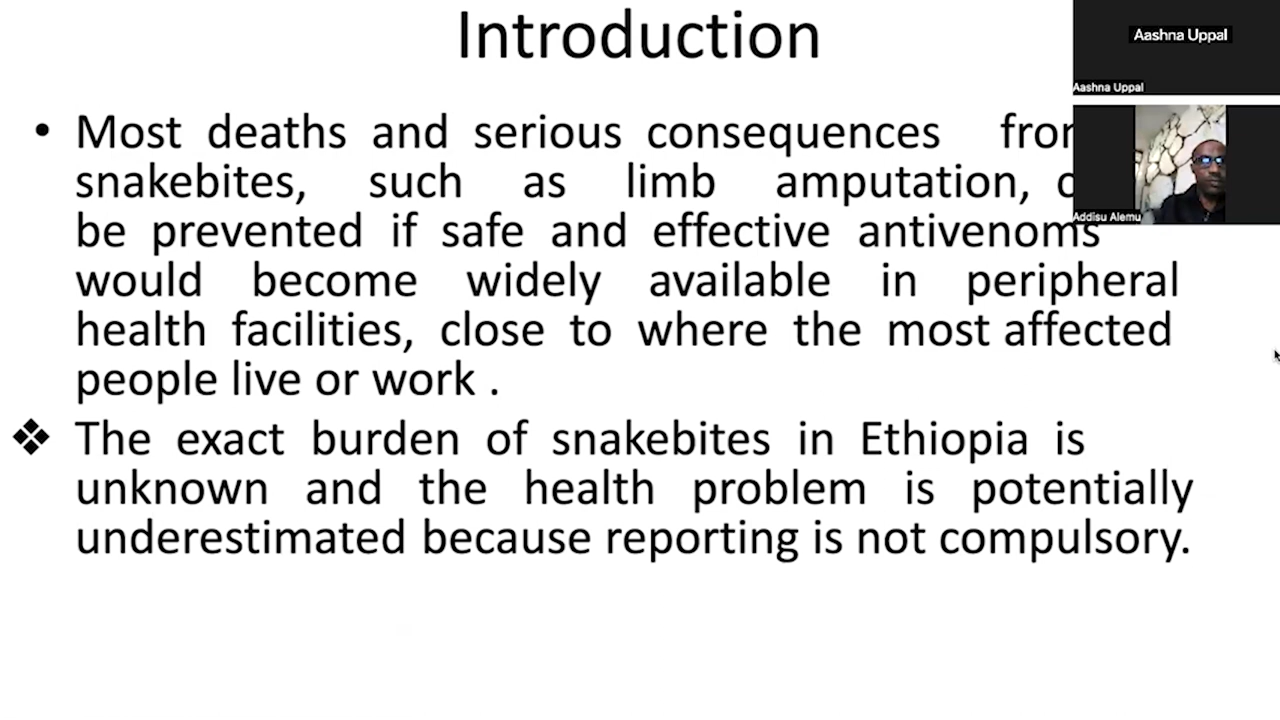 Introduction
Aashna Uppal
Aashna Uppal
Addisu Alemu
• Most deaths and serious consequences
snakebites, such as limb amputation,
be prevented if safe and effective antivenoms
would become widely available in peripheral
health facilities, close to where the most affected
people live or work .
❖ The exact burden of snakebites in Ethiopia is
unknown and the health problem is potentially
underestimated because reporting is not compulsory.